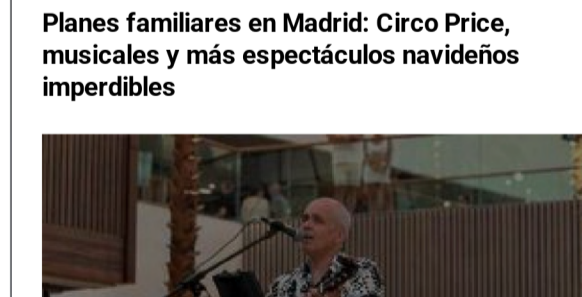 Planes familiares en Madrid: Circo Price,
musicales y más espectáculos navideños
imperdibles